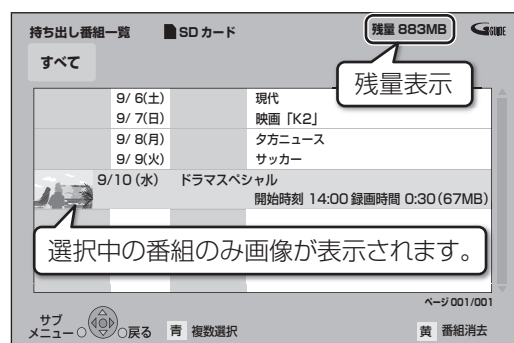 持ち出し番組一覧 SDカード 残量 883MB GGUIDE
すべて
残量表示
9/ 6(土) 現代
9/ 7(日) 映画「K2」
9/ 8(月) 夕方ニュース
9/ 9(火) サッカー
9/10(水) ドラマスペシャル
開始時刻 14:00 録画時間 0:30(67MB)
選択中の番組のみ画像が表示されます。
ページ001/001
サブ
メニュー 戻る 青 複数選択 黄 番組消去